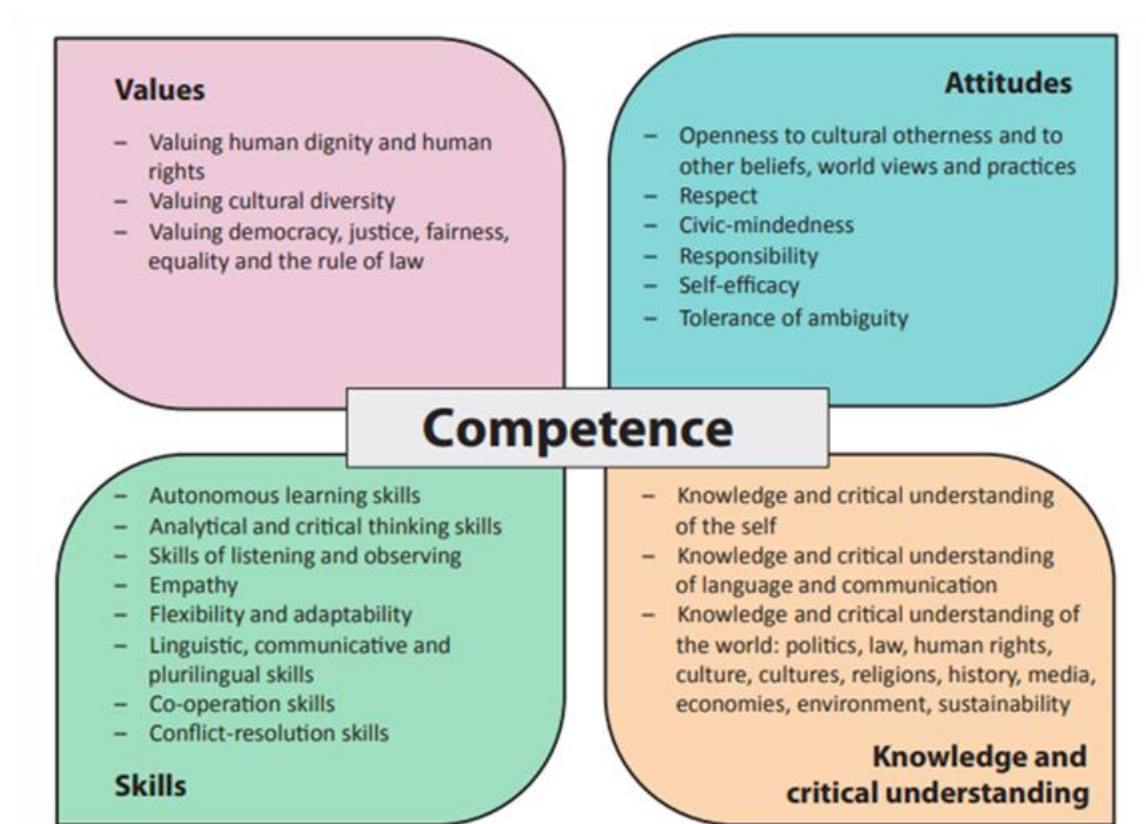 Values
– Valuing human dignity and human
rights
– Valuing cultural diversity
– Valuing democracy, justice, fairness,
equality and the rule of law
Attitudes
– Openness to cultural otherness and to
other beliefs, world views and practices
– Respect
– Civic-mindedness
– Responsibility
– Self-efficacy
– Tolerance of ambiguity
Competence
– Autonomous learning skills
– Analytical and critical thinking skills
– Skills of listening and observing
– Empathy
– Flexibility and adaptability
– Linguistic, communicative and
plurilingual skills
– Co-operation skills
– Conflict-resolution skills
Skills
– Knowledge and critical understanding
of the self
– Knowledge and critical understanding
of language and communication
– Knowledge and critical understanding of
the world: politics, law, human rights,
culture, cultures, religions, history, media,
economies, environment, sustainability
Knowledge and
critical understanding